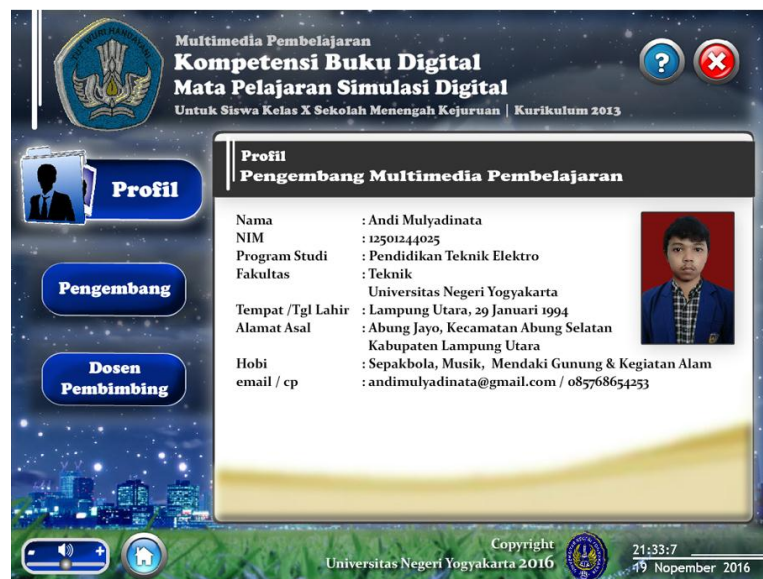 TUT WURI HANDAYANI
Multimedia Pembelajaran
Kompetensi Buku Digital
Mata Pelajaran Simulasi Digital
Untuk Siswa Kelas X Sekolah Menengah Kejuruan | Kurikulum 2013
?
Profil
Pengembang
Dosen
Pembimbing
Profil
Pengembang Multimedia Pembelajaran
Nama : Andi Mulyadinata
NIM : 12501244025
Program Studi : Pendidikan Teknik Elektro
Fakultas : Teknik
Universitas Negeri Yogyakarta
Tempat /Tgl Lahir : Lampung Utara, 29 Januari 1994
Alamat Asal : Abung Jayo, Kecamatan Abung Selatan
Kabupaten Lampung Utara
Hobi : Sepakbola, Musik, Mendaki Gunung & Kegiatan Alam
email / cp : andimulyadinata@gmail.com / 085768654253
- +
Copyright
Universitas Negeri Yogyakarta 2016
21:33:7
19 Nopember 2016